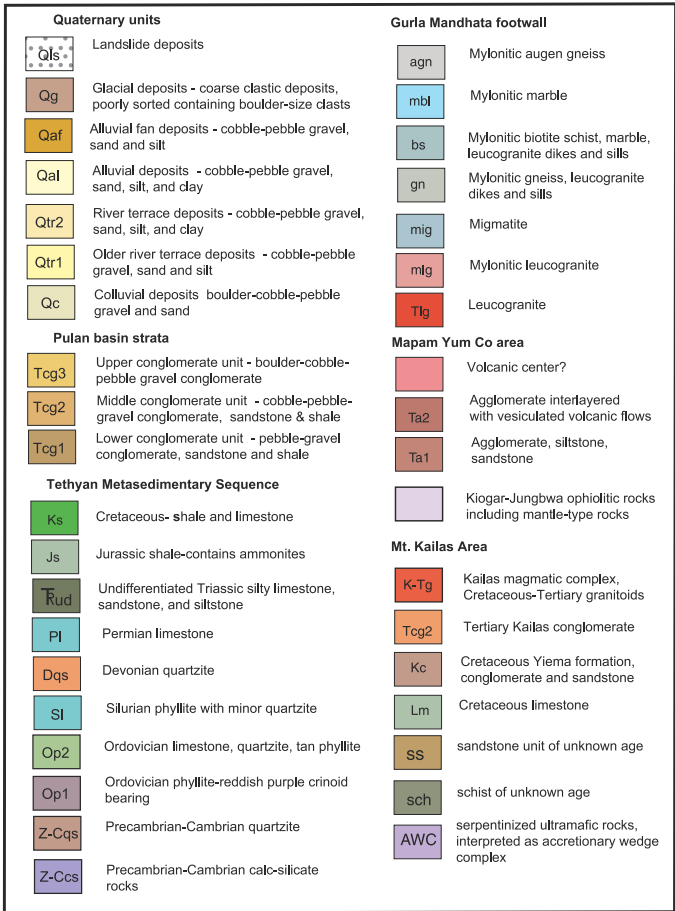 Quaternary units
Qls
Landslide deposits
Qg
Glacial deposits - coarse clastic deposits,
poorly sorted containing boulder-size clasts
Qaf
Alluvial fan deposits - cobble-pebble gravel,
sand and silt
Qal
Alluvial deposits - cobble-pebble gravel,
sand, silt, and clay
Qtr2
River terrace deposits - cobble-pebble gravel,
sand, silt, and clay
Qtr1
Older river terrace deposits - cobble-pebble
gravel, sand and silt
Qc
Colluvial deposits boulder-cobble-pebble
gravel and sand
Pulan basin strata
Tcg3
Upper conglomerate unit - boulder-cobble-
pebble gravel conglomerate
Tcg2
Middle conglomerate unit - cobble-pebble-
gravel conglomerate, sandstone & shale
Tcg1
Lower conglomerate unit - pebble-gravel
conglomerate, sandstone and shale
Tethyan Metasedimentary Sequence
Ks
Cretaceous- shale and limestone
Js
Jurassic shale-contains ammonites
Ŧud
Undifferentiated Triassic silty limestone,
sandstone, and siltstone
Pl
Permian limestone
Dqs
Devonian quartzite
Sl
Silurian phyllite with minor quartzite
Op2
Ordovician limestone, quartzite, tan phyllite
Op1
Ordovician phyllite-reddish purple crinoid
bearing
Z-Cqs
Precambrian-Cambrian quartzite
Z-Ccs
Precambrian-Cambrian calc-silicate
rocks
Gurla Mandhata footwall
agn
Mylonitic augen gneiss
mbl
Mylonitic marble
bs
Mylonitic biotite schist, marble,
leucogranite dikes and sills
gn
Mylonitic gneiss, leucogranite
dikes and sills
mig
Migmatite
mlg
Mylonitic leucogranite
Tlg
Leucogranite
Mapam Yum Co area
Volcanic center?
Ta2
Agglomerate interlayered
with vesiculated volcanic flows
Ta1
Agglomerate, siltstone,
sandstone
Kiogar-Jungbwa ophiolitic rocks
including mantle-type rocks
Mt. Kailas Area
K-Tg
Kailas magmatic complex,
Cretaceous-Tertiary granitoids
Tcg2
Tertiary Kailas conglomerate
Kc
Cretaceous Yiema formation,
conglomerate and sandstone
Lm
Cretaceous limestone
ss
sandstone unit of unknown age
sch
schist of unknown age
AWC
serpentinized ultramafic rocks,
interpreted as accretionary wedge
complex